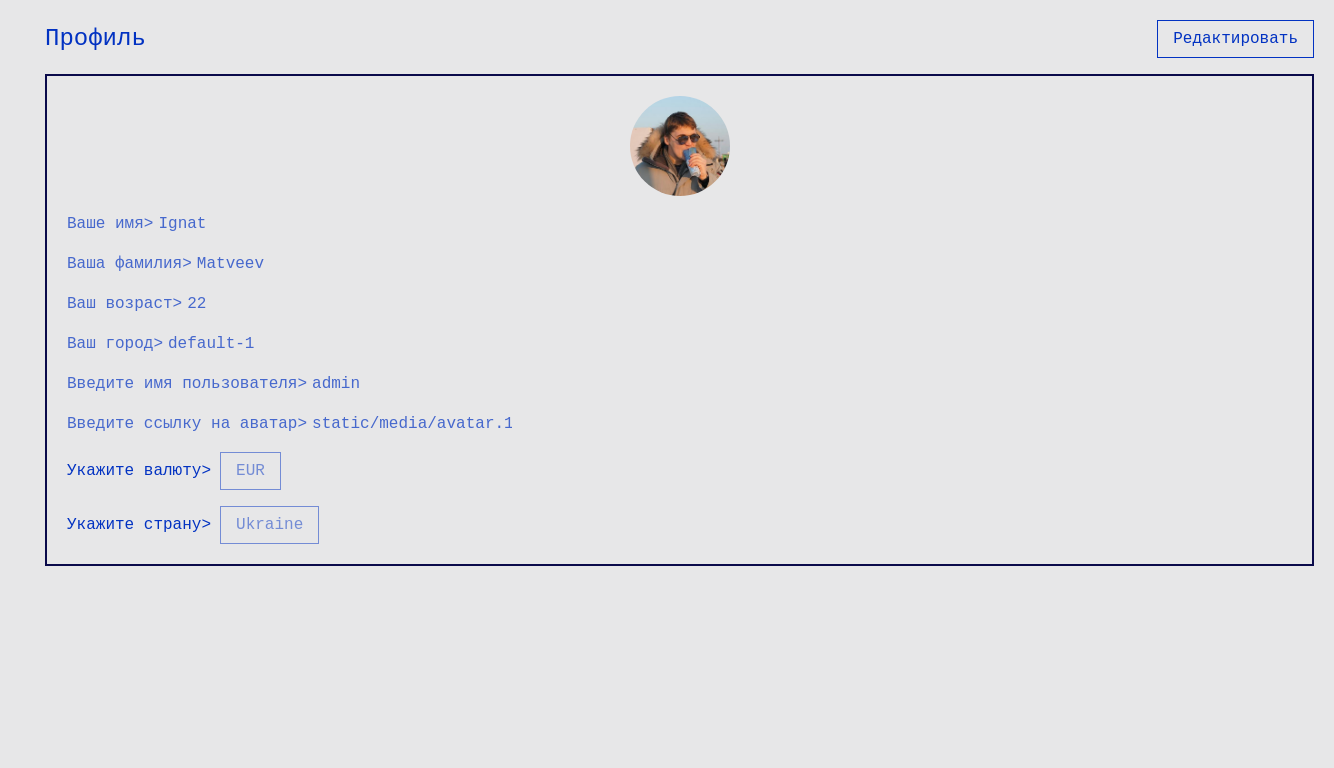 Профиль
Редактировать
Ваше имя> Ignat
Ваша фамилия> Matveev
Ваш возраст> 22
Ваш город> default-1
Введите имя пользователя> admin
Введите ссылку на аватар> static/media/avatar.1
Укажите валюту> EUR
Укажите страну> Ukraine